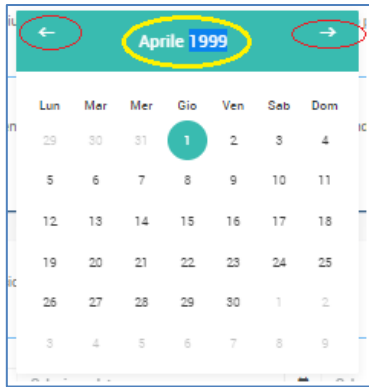 ← Aprile 1999 →
Lun Mar Mer Gio Ven Sab Dom
29 30 31 1 2 3 4
5 6 7 8 9 10 11
12 13 14 15 16 17 18
19 20 21 22 23 24 25
26 27 28 29 30 1 2
3 4 5 6 7 8 9